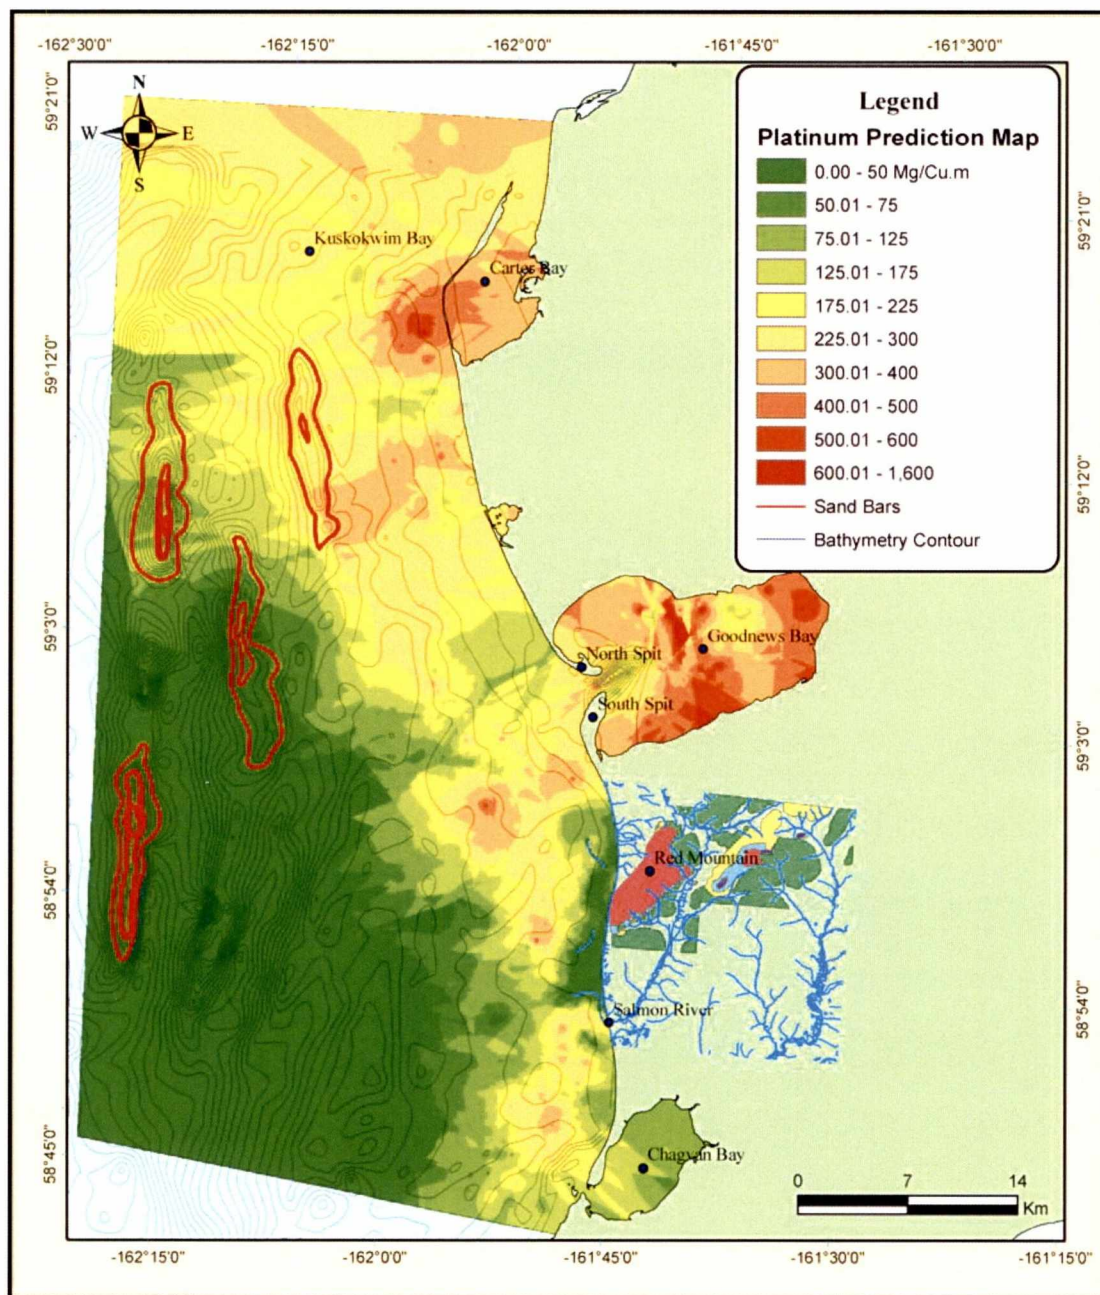 -162°30'0"
-162°15'0"
-162°0'0"
-161°45'0"
-161°30'0"
59°21'0"
N
W
E
S
Legend
Platinum Prediction Map
0.00 - 50 Mg/Cu.m
50.01 - 75
75.01 - 125
125.01 - 175
175.01 - 225
225.01 - 300
300.01 - 400
400.01 - 500
500.01 - 600
600.01 - 1,600
Sand Bars
Bathymetry Contour
59°21'0"
Kuskokwim Bay
Carter Bay
59°12'0"
59°12'0"
59°3'0"
Goodnews Bay
North Spit
South Spit
59°3'0"
Red Mountain
58°54'0"
Salmon River
58°54'0"
58°45'0"
Chagvan Bay
0
7
14
Km
-162°15'0"
-162°0'0"
-161°45'0"
-161°30'0"
-161°15'0"